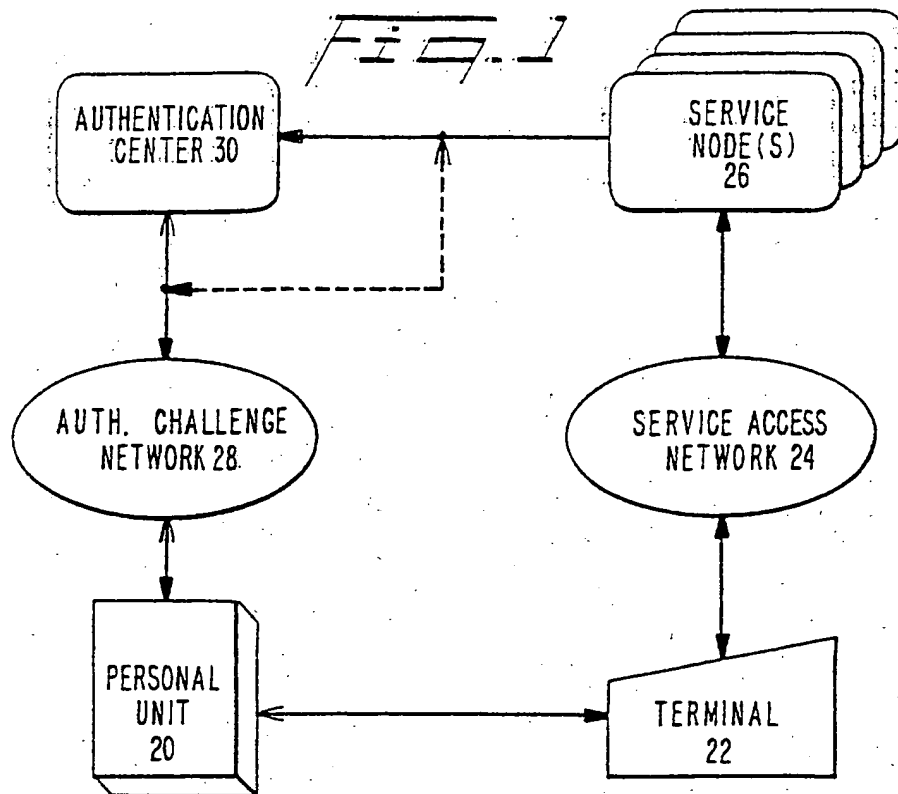 Fig. 1
AUTHENTICATION
CENTER 30
SERVICE
NODE(S)
26
AUTH. CHALLENGE
NETWORK 28
SERVICE ACCESS
NETWORK 24
PERSONAL
UNIT
20
TERMINAL
22